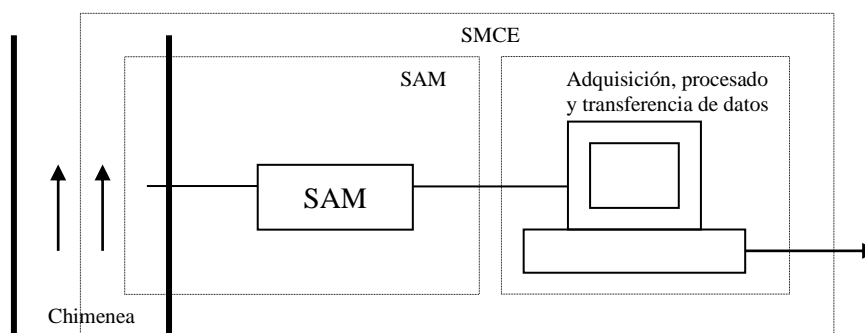 SMCE
SAM
Adquisición, procesado
y transferencia de datos
SAM
Chimenea